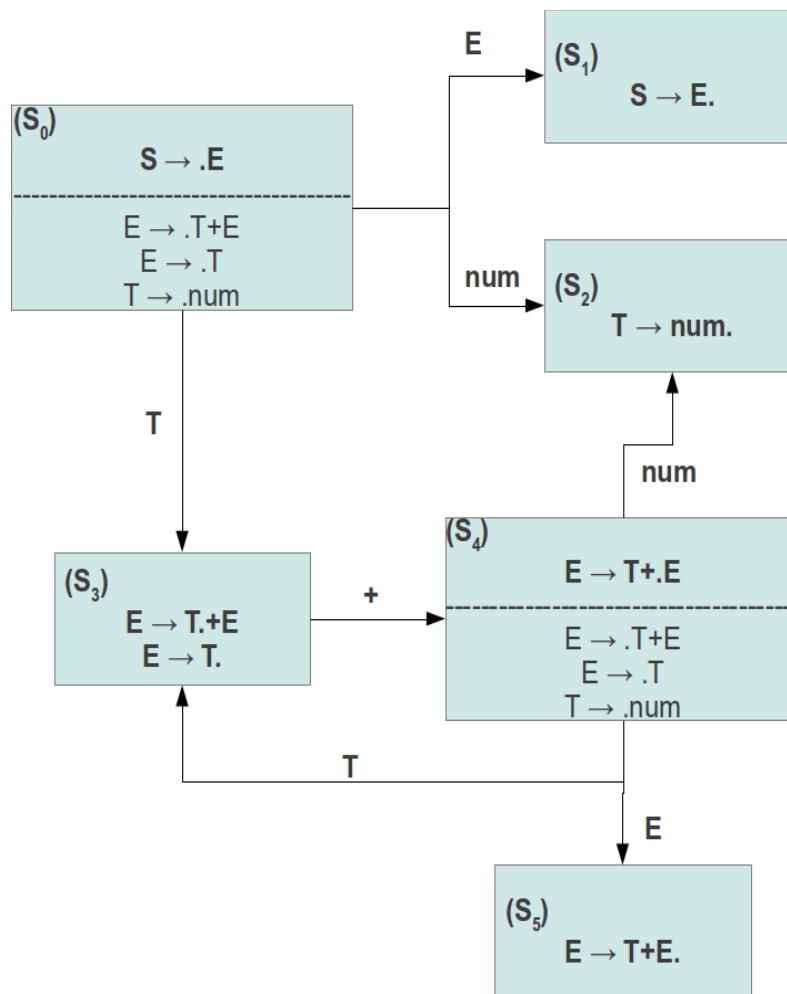 E
(S₁)
S → E.
(S₀)
S → .E
---------------------------------
E → .T+E
E → .T
T → .num
num
(S₂)
T → num.
T
num
(S₄)
E → T+.E
---------------------------------
E → .T+E
E → .T
T → .num
(S₃)
E → T.+E
E → T.
+
T
E
(S₅)
E → T+E.